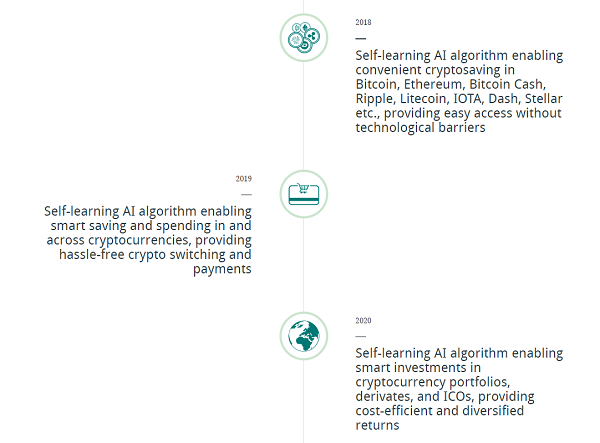 2018
Self-learning AI algorithm enabling
convenient cryptosaving in
Bitcoin, Ethereum, Bitcoin Cash,
Ripple, Litecoin, IOTA, Dash, Stellar
etc., providing easy access without
technological barriers
2019
Self-learning AI algorithm enabling
smart saving and spending in and
across cryptocurrencies, providing
hassle-free crypto switching and
payments
2020
Self-learning AI algorithm enabling
smart investments in
cryptocurrency portfolios,
derivates, and ICOs, providing
cost-efficient and diversified
returns